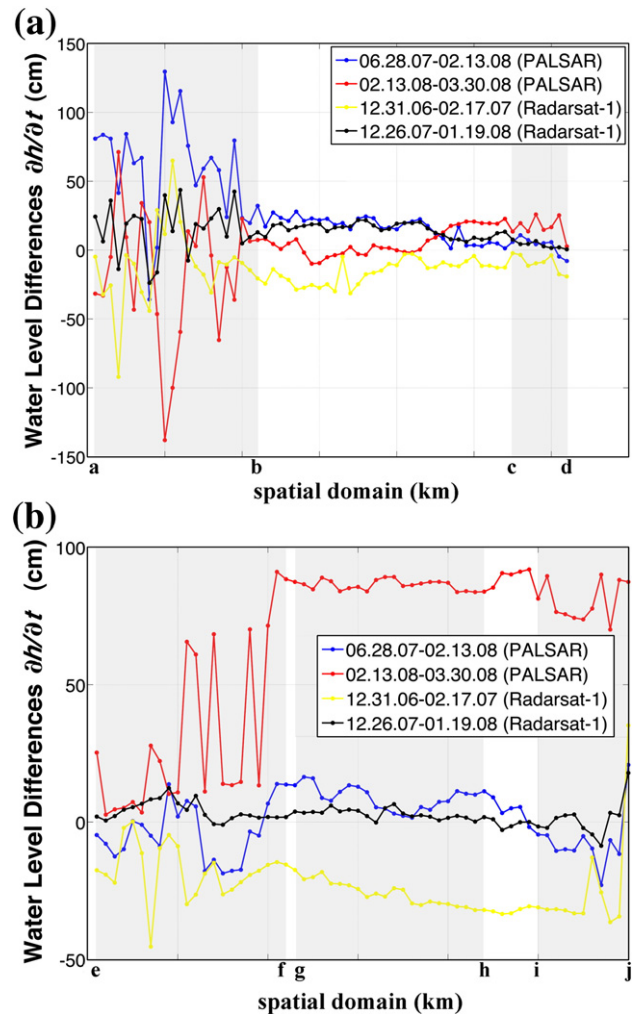 (a)
150
100
50
0
-50
-100
-150
Water Level Differences ∂h/∂t (cm)
06.28.07-02.13.08 (PALSAR)
02.13.08-03.30.08 (PALSAR)
12.31.06-02.17.07 (Radarsat-1)
12.26.07-01.19.08 (Radarsat-1)
a b c d
spatial domain (km)
(b)
100
50
0
-50
Water Level Differences ∂h/∂t (cm)
06.28.07-02.13.08 (PALSAR)
02.13.08-03.30.08 (PALSAR)
12.31.06-02.17.07 (Radarsat-1)
12.26.07-01.19.08 (Radarsat-1)
e f g h i j
spatial domain (km)